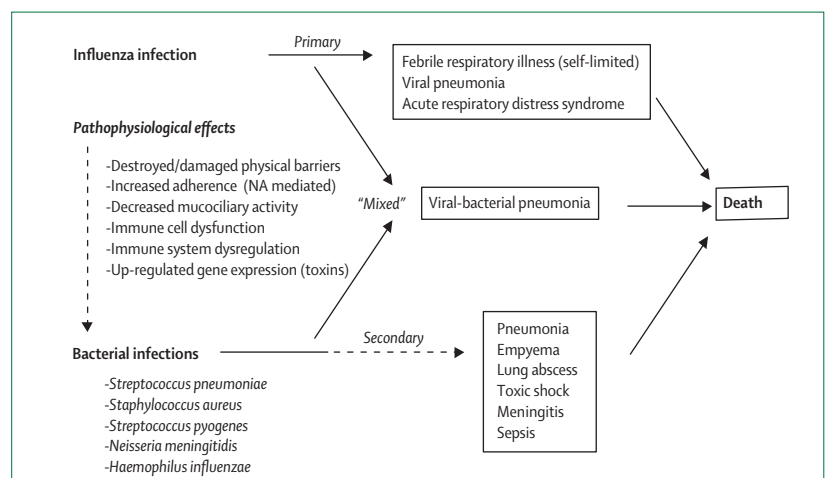 Influenza infection
Primary
Febrile respiratory illness (self-limited)
Viral pneumonia
Acute respiratory distress syndrome
Pathophysiological effects
-Destroyed/damaged physical barriers
-Increased adherence (NA mediated)
-Decreased mucociliary activity
-Immune cell dysfunction
-Immune system dysregulation
-Up-regulated gene expression (toxins)
“Mixed”
Viral-bacterial pneumonia
Death
Bacterial infections
-Streptococcus pneumoniae
-Staphylococcus aureus
-Streptococcus pyogenes
-Neisseria meningitidis
-Haemophilus influenzae
Secondary
Pneumonia
Empyema
Lung abscess
Toxic shock
Meningitis
Sepsis